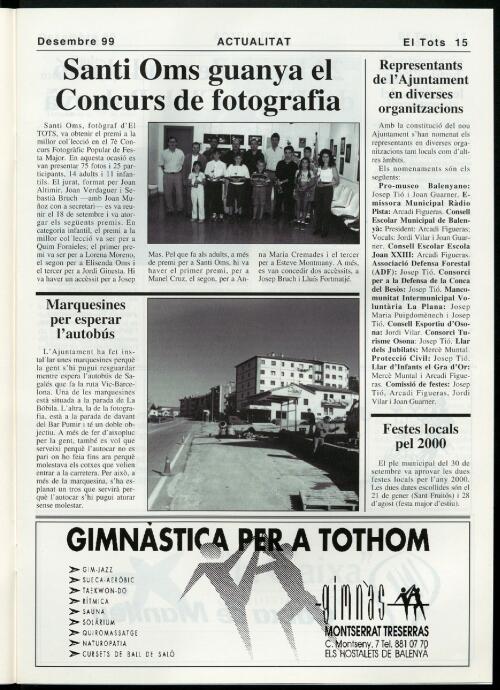 Desembre 99
ACTUALITAT
El Tots 15
Santi Oms guanya el
Concurs de fotografia
Santi Oms, fotògraf d'El
TOTS, va obtenir el premi a la
millor col lecció en el 7è Con-
curs Fotogràfic Popular de Fes-
ta Major. En aquesta ocasió es
van presentar 75 fotos i 25 par-
ticipants, 14 adults i 11 infan-
tils. El jurat, format per Joan
Altimir, Joan Verdaguer i Se-
bastià Bruch —amb Joan Mu-
ñoz con a secretari— es va reu-
nir el 18 de setembre i va ator-
gar els següents premis. En
categoria infantil, el premi a la
millor col lecció va ser per a
Quim Fornieles; el primer pre-
mi va ser per a Lorena Moreno,
el segon per a Elisenda Oms i
el tercer per a Jordi Ginesta. Hi
va haver un accèssit per a Josep
Mas. Pel que fa als adults, a més
de premi per a Santi Oms, hi va
haver el primer premi, per a
Manel Cruz, el segon, per a An-
na Maria Cremades i el tercer
per a Esteve Montmany. A més,
es van concedir dos accèssits, a
Josep Bruch i Lluís Fortmatjé.
Marquesines
per esperar
l'autobús
L'Ajuntament ha fet ins-
tal·lar unes marquesines perquè
la gent s'hi pugui resguardar
mentre espera l'autobús de Sa-
galés que fa la ruta Vic-Barce-
lona. Una de les marquesines
està situada a la parada de La
Bòbila. L'altra, la de la fotogra-
fia, està a la parada de davant
del Bar Pumir i té un doble ob-
jectiu. A més de fer d'aixopluc
per la gent, també es vol que
serveixi perquè l'autocar no es
pari on ho feia fins ara perquè
molestava els cotxes que volien
entrar a la carretera. Per això, a
més de la marquesina, s'ha es-
planat un tros que servirà per-
què l'autocar s'hi pugui aturar
sense molestar.
Representants
de l'Ajuntament
en diverses
organitzacions
Amb la constitució del nou
Ajuntament s'han nomenat els
representants en diverses orga-
nitzacions tant locals com d'alt-
res àmbits.
Els nomenaments són els
següents:
Pro-museo Balenyano:
Josep Tió i Joan Guarner. E-
missora Municipal Ràdio
Pista: Arcadi Figueras. Consell
Escolar Municipal de Balen-
yà: President: Arcadi Figueras;
Vocals: Jordi Vilar i Joan Guar-
ner. Consell Escolar Escola
Joan XXIII: Arcadi Figueras.
Associació Defensa Forestal
(ADF): Josep Tió. Consorci
per a la Defensa de la Conca
del Besòs: Josep Tió. Manco-
munitat Intermunicipal Vo-
luntària La Plana: Josep
Maria Puigdomènech i Josep
Tió. Consell Esportiu d'Oso-
na: Jordi Vilar. Consorci Tu-
risme Osona: Josep Tió. Llar
dels Jubilats: Mercè Muntal.
Protecció Civil: Josep Tió.
Llar d'Infants el Gra d'Or:
Mercè Muntal i Arcadi Figue-
ras. Comissió de festes: Josep
Tió, Arcadi Figueras, Jordi
Vilar i Joan Guarner.
Festes locals
pel 2000
El ple municipal del 30 de
setembre va aprovar les dues
festes locals per l'any 2000.
Les dues dates escollides són el
21 de gener (Sant Fruitós) i 28
d'agost (festa major d'estiu).
GIMNÀSTICA PER A TOTHOM
GIM-JAZZ
SUECA-AERÒBIC
TAEKWON-DO
RÍTMICA
SAUNA
SOLÀRIUM
QUIROMASSATGE
NATUROPATIA
CURSETS DE BALL DE SALÓ
gimnàs
MONTSERRAT TRESERRAS
C. Montseny, 7 Tel. 881 07 70
ELS HOSTALETS DE BALENYÀ